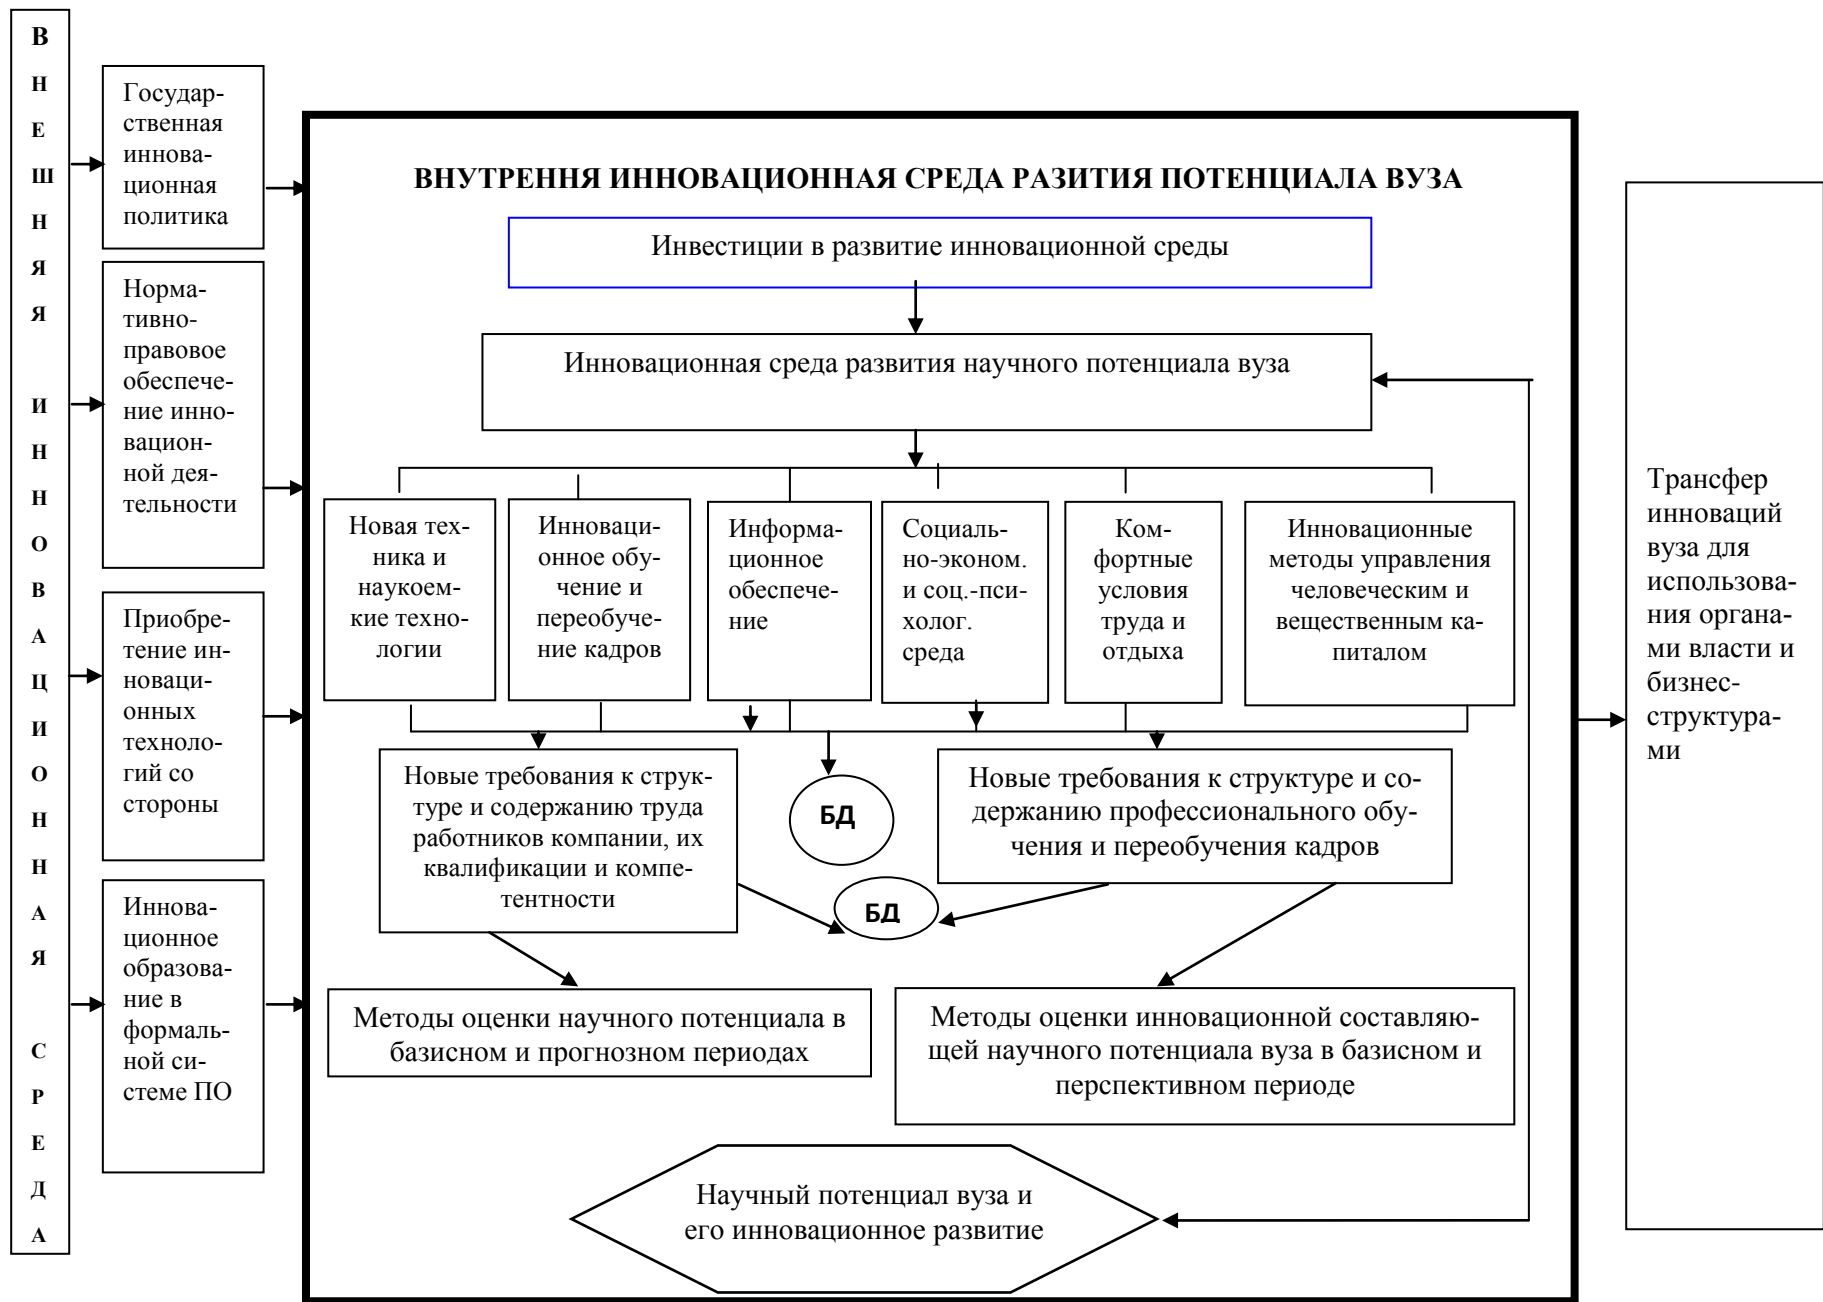 В
Н
Е
Ш
Н
Я
Я
И
Н
Н
О
В
А
Ц
И
О
Н
Н
А
Я
С
Р
Е
Д
А
Государ-
ственная
иннова-
ционная
политика
Норма-
тивно-
правовое
обеспече-
ние инно-
вацион-
ной дея-
тельности
Приобре-
тение ин-
новаци-
онных
техноло-
гий со
стороны
Иннова-
ционное
образова-
ние в
формаль-
ной си-
стеме ПО
ВНУТРЕННЯ ИННОВАЦИОННАЯ СРЕДА РАЗИТИЯ ПОТЕНЦИАЛА ВУЗА
Инвестиции в развитие инновационной среды
Инновационная среда развития научного потенциала вуза
Новая тех-
ника и
наукоем-
кие техно-
логии
Инноваци-
онное обу-
чение и
переобуче-
ние кадров
Информа-
ционное
обеспече-
ние
Социаль-
но-эконом.
и соц.-пси-
холог.
среда
Ком-
фортные
условия
труда и
отдыха
Инновационные
методы управления
человеческим и
вещественным ка-
питалом
Новые требования к струк-
туре и содержанию труда
работников компании, их
квалификации и компе-
тентности
БД
Новые требования к структуре и со-
держанию профессионального обу-
чения и переобучения кадров
БД
Методы оценки научного потенциала в
базисном и прогнозном периодах
Методы оценки инновационной составляю-
щей научного потенциала вуза в базисном и
перспективном периоде
Научный потенциал вуза и
его инновационное развитие
Трансфер
инноваций
вуза для
использова-
ния органа-
ми власти и
бизнес-
структура-
ми